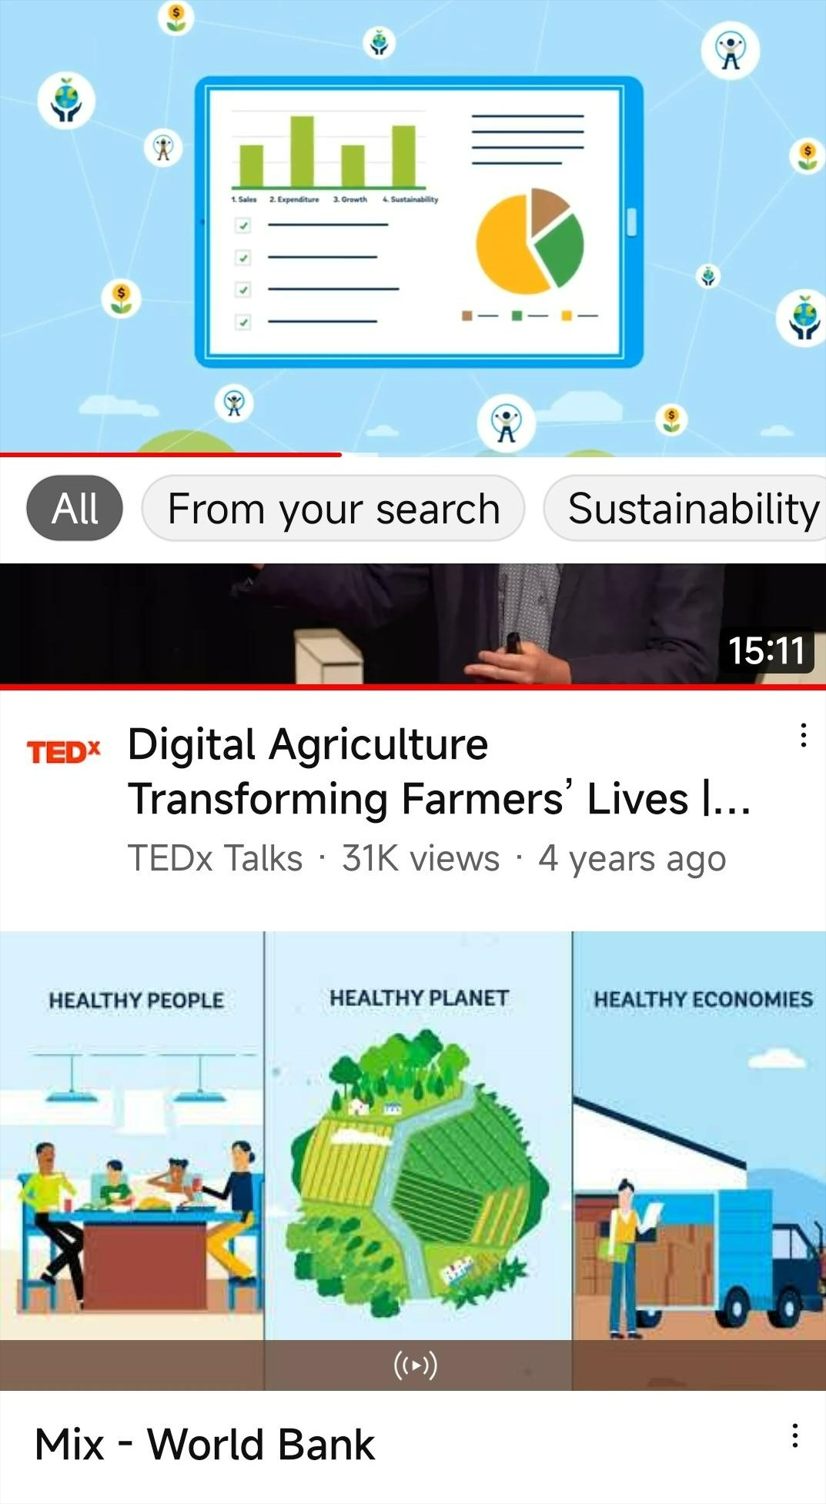 1. Sales 2. Expenditure 3. Growth 4. Sustainability
All From your search Sustainability
15:11
TEDx Digital Agriculture
Transforming Farmers’ Lives |...
TEDx Talks · 31K views · 4 years ago
HEALTHY PEOPLE HEALTHY PLANET HEALTHY ECONOMIES
Mix - World Bank